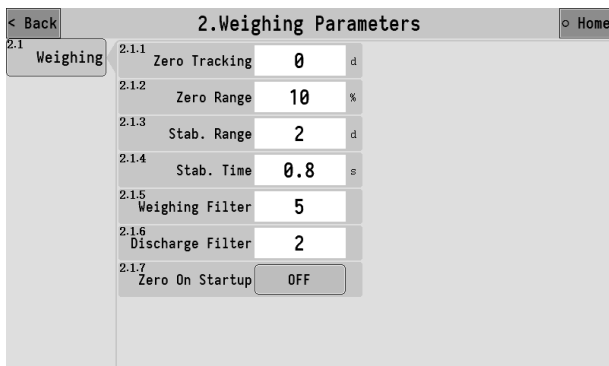 < Back
2.Weighing Parameters
○ Home
2.1
Weighing
2.1.1
Zero Tracking 0 d
2.1.2
Zero Range 10 %
2.1.3
Stab. Range 2 d
2.1.4
Stab. Time 0.8 s
2.1.5
Weighing Filter 5
2.1.6
Discharge Filter 2
2.1.7
Zero On Startup OFF